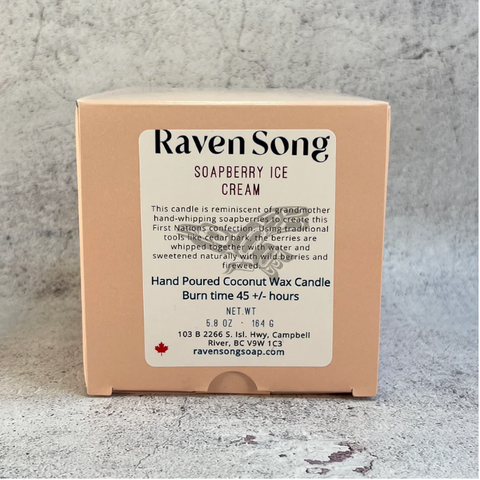 Raven Song
SOAPBERRY ICE
CREAM
This candle is reminiscent of grandmother
hand-whipping soapberries to create this
First Nations confection. Using traditional
tools like cedar bark, the berries are
whipped together with water and
sweetened naturally with wild berries and
fireweed.
Hand Poured Coconut Wax Candle
Burn time 45 +/- hours
NET.WT
5.8 OZ · 164 G
103 B 2266 S. Isl. Hwy, Campbell
River, BC V9W 1C3
ravensongsoap.com